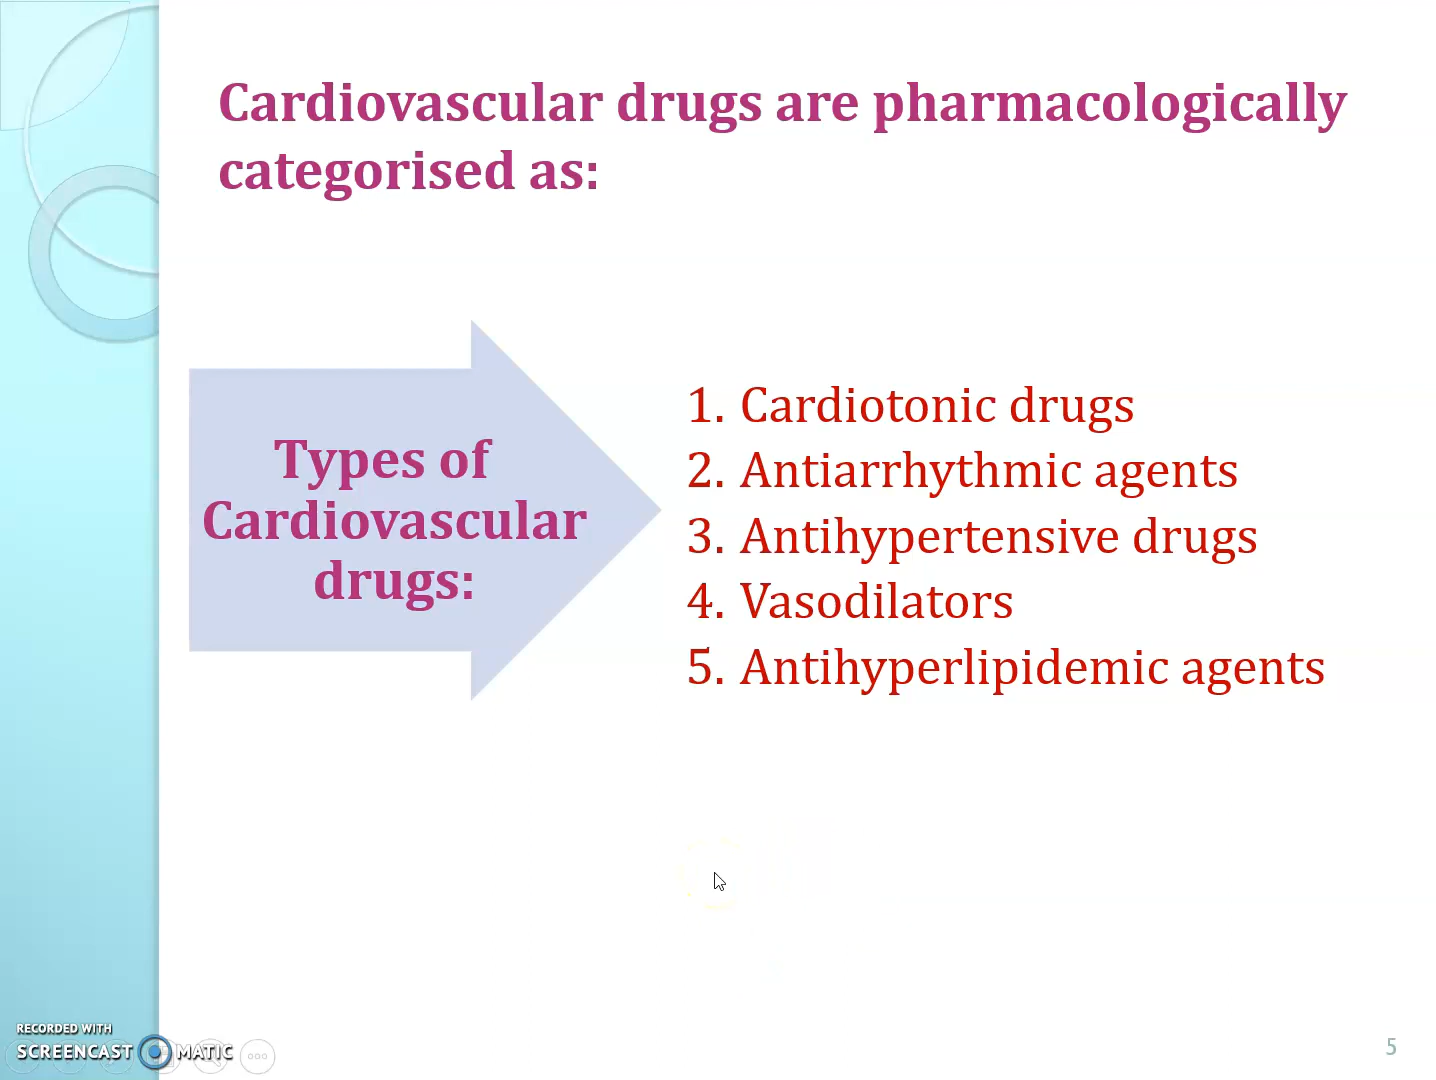 Cardiovascular drugs are pharmacologically
categorised as:
Types of
Cardiovascular
drugs:
1. Cardiotonic drugs
2. Antiarrhythmic agents
3. Antihypertensive drugs
4. Vasodilators
5. Antihyperlipidemic agents
RECORDED WITH
SCREENCAST MATIC
5